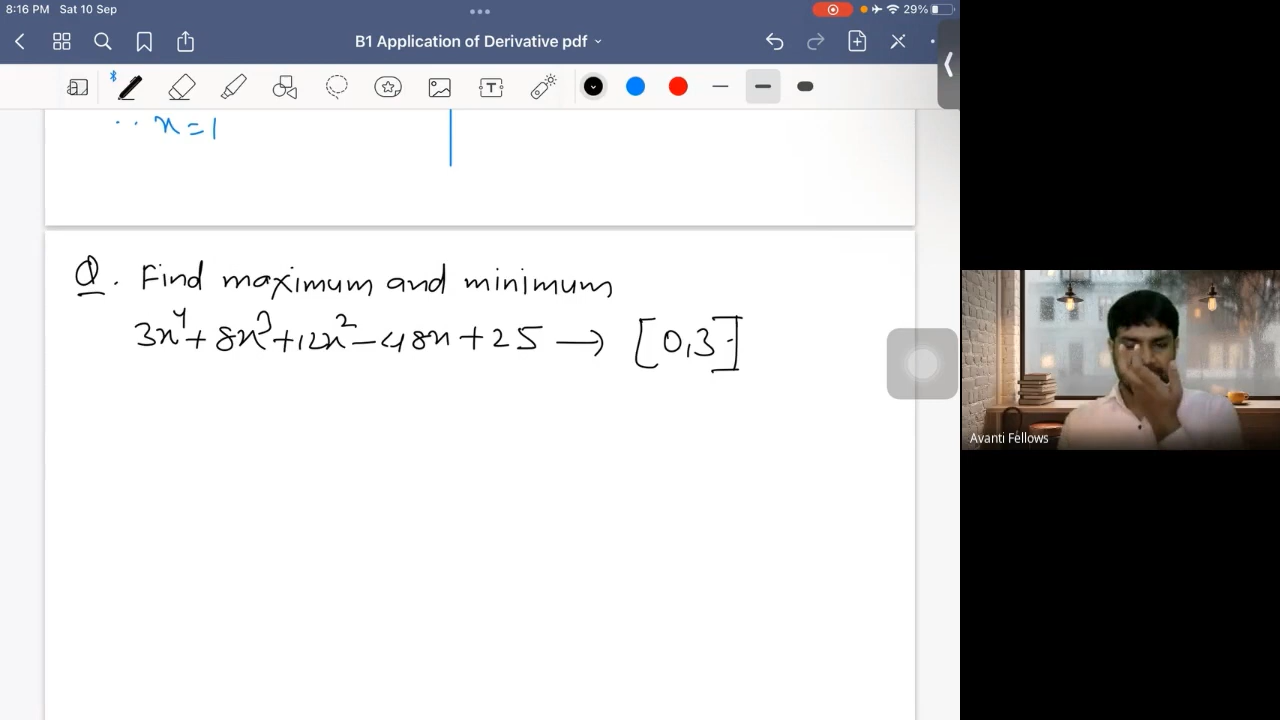 8:16 PM Sat 10 Sep
29%
B1 Application of Derivative pdf
T
∴ x = 1
Q. Find maximum and minimum
3x⁴ + 8x³ + 12x² - 48x + 25 → [0,3]
Avanti Fellows